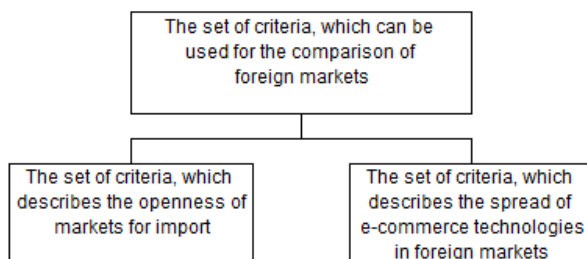 The set of criteria, which can be
used for the comparison of
foreign markets
The set of criteria, which
describes the openness of
markets for import
The set of criteria, which
describes the spread of
e-commerce technologies
in foreign markets